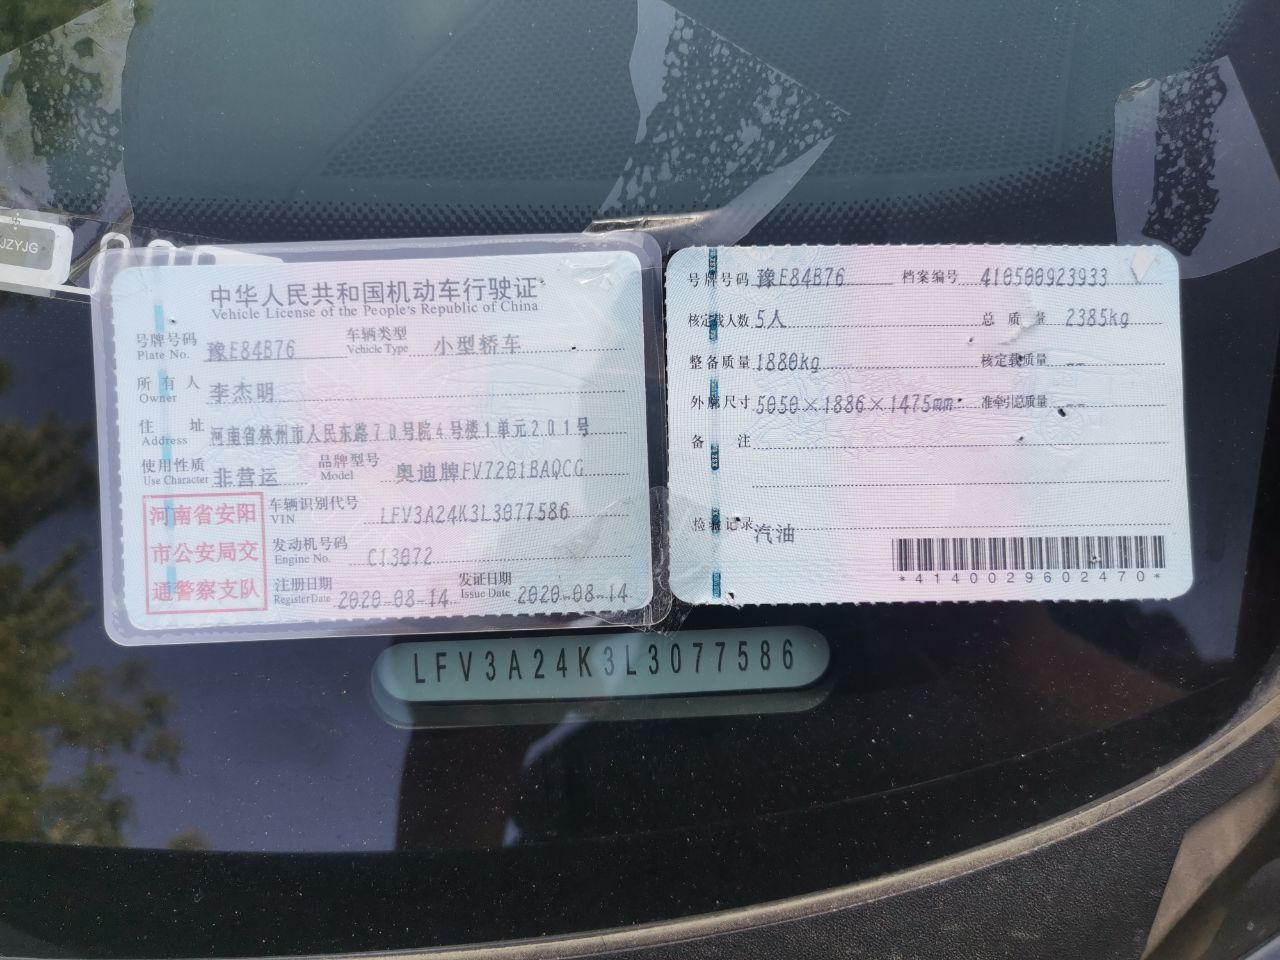 JZYJG
中华人民共和国机动车行驶证
Vehicle License of the People's Republic of China
号牌号码 豫E84B76 车辆类型 小型轿车
Plate No. Vehicle Type
所有人 李杰明
Owner
住址 河南省林州市人民东路70号院4号楼1单元201号
Address
使用性质 非营运 品牌型号 奥迪牌FV7201BAQCG
Use Character Model
河南省安阳
市公安局交
通警察支队
车辆识别代号 LFV3A24K3L3077586
VIN
发动机号码 C13072
Engine No.
注册日期 2020-08-14 发证日期 2020-08-14
Register Date Issue Date
号牌号码 豫E84B76 档案编号 410500923933
核定载人数 5人 总质量 2385kg
整备质量 1880kg 核定载质量 --
外廓尺寸 5050×1886×1475mm 准牵引总质量 --
备注
检验记录 汽油
*4140029602470*
LFV3A24K3L3077586